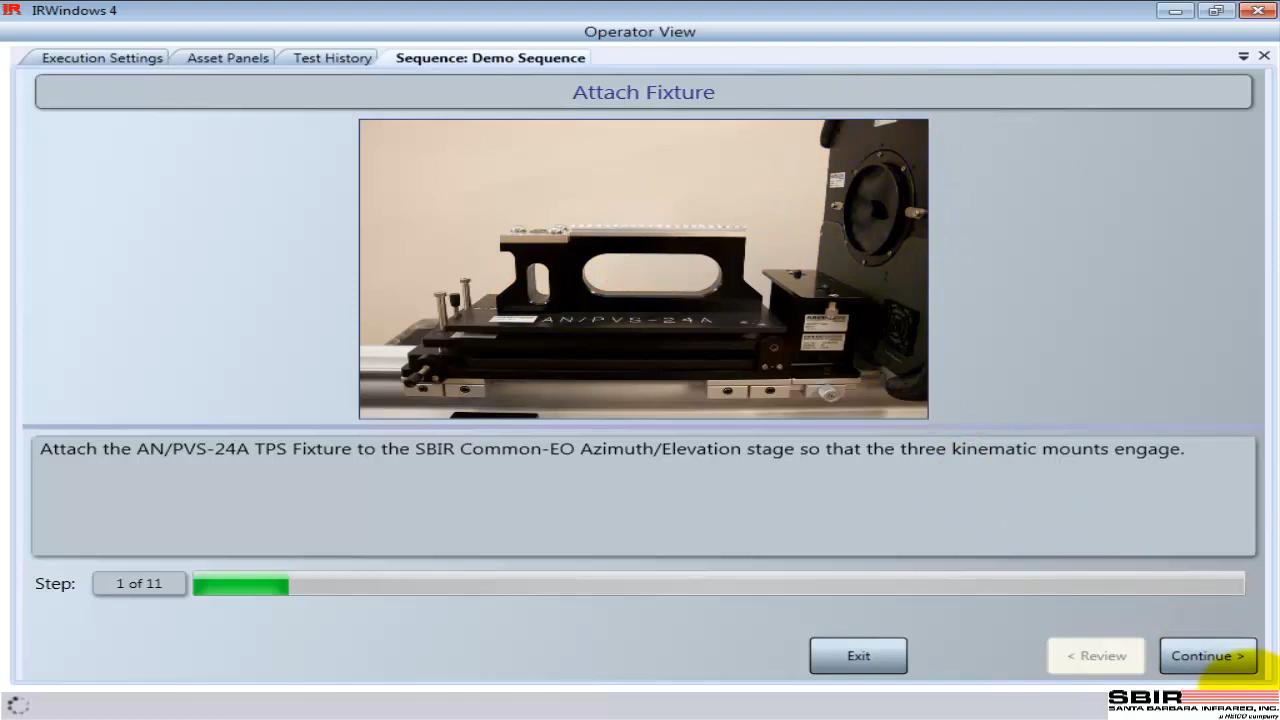 IR IRWindows 4
Operator View
Execution Settings Asset Panels Test History Sequence: Demo Sequence
Attach Fixture
AN/PVS-24A
Attach the AN/PVS-24A TPS Fixture to the SBIR Common-EO Azimuth/Elevation stage so that the three kinematic mounts engage.
Step: 1 of 11
Exit < Review Continue >
SBIR
SANTA BARBARA INFRARED, INC.
a HEICO company